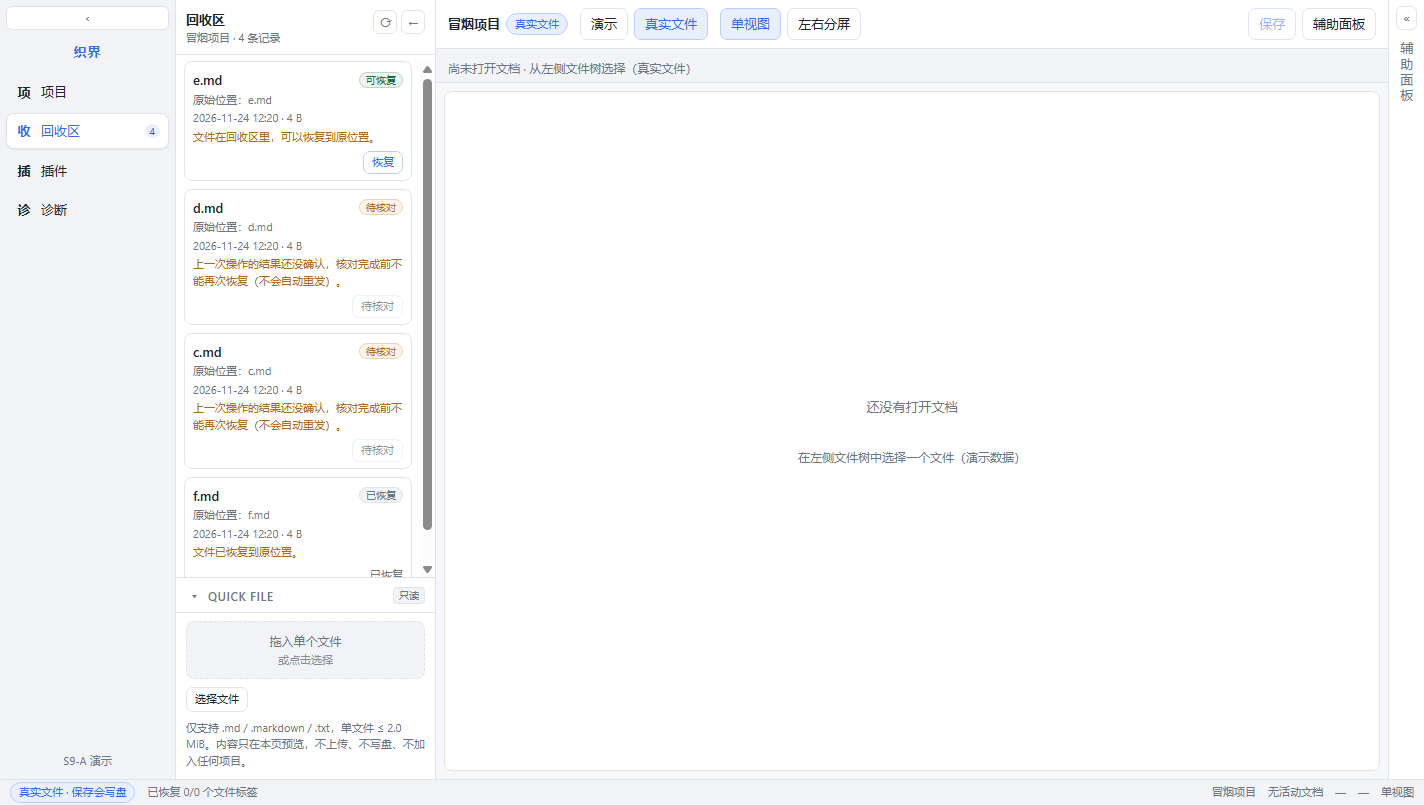 ‹
织界
项 项目
收 回收区 4
插 插件
诊 诊断
S9-A 演示
回收区
冒烟项目 · 4 条记录
⟳ ←
e.md 可恢复
原始位置：e.md
2026-11-24 12:20 · 4 B
文件在回收区里，可以恢复到原位置。
恢复
d.md 待核对
原始位置：d.md
2026-11-24 12:20 · 4 B
上一次操作的结果还没确认，核对完成前不
能再次恢复（不会自动重发）。
待核对
c.md 待核对
原始位置：c.md
2026-11-24 12:20 · 4 B
上一次操作的结果还没确认，核对完成前不
能再次恢复（不会自动重发）。
待核对
f.md 已恢复
原始位置：f.md
2026-11-24 12:20 · 4 B
文件已恢复到原位置。
已恢复
QUICK FILE 只读
拖入单个文件
或点击选择
选择文件
仅支持 .md / .markdown / .txt，单文件 ≤ 2.0
MiB。内容只在本页预览，不上传、不写盘、不加
入任何项目。
冒烟项目 真实文件 演示 真实文件 单视图 左右分屏 保存 辅助面板
尚未打开文档 · 从左侧文件树选择（真实文件）
还没有打开文档
在左侧文件树中选择一个文件（演示数据）
«
辅助面板
真实文件 · 保存会写盘 已恢复 0/0 个文件标签 冒烟项目 无活动文档 — — 单视图